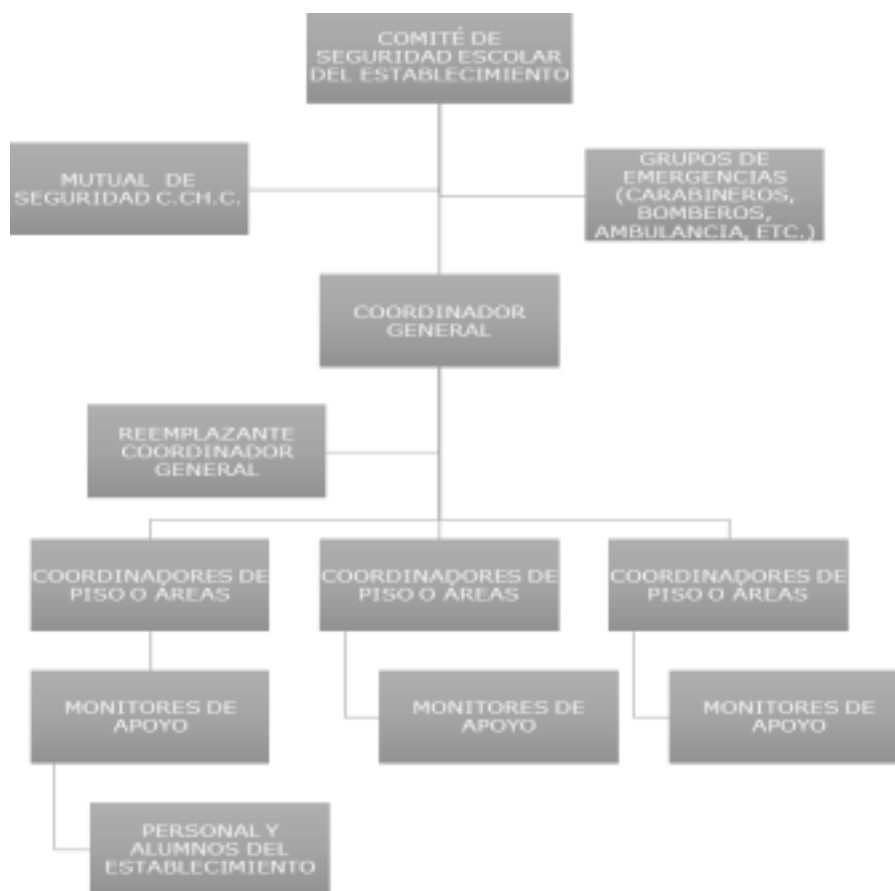 COMITÉ DE
SEGURIDAD ESCOLAR
DEL ESTABLECIMIENTO
MUTUAL DE
SEGURIDAD C.CH.C.
GRUPOS DE
EMERGENCIAS
(CARABINEROS,
BOMBEROS,
AMBULANCIA, ETC.)
COORDINADOR
GENERAL
REEMPLAZANTE
COORDINADOR
GENERAL
COORDINADORES DE
PISO O ÁREAS
COORDINADORES DE
PISO O ÁREAS
COORDINADORES DE
PISO O ÁREAS
MONITORES DE
APOYO
MONITORES DE
APOYO
MONITORES DE
APOYO
PERSONAL Y
ALUMNOS DEL
ESTABLECIMIENTO